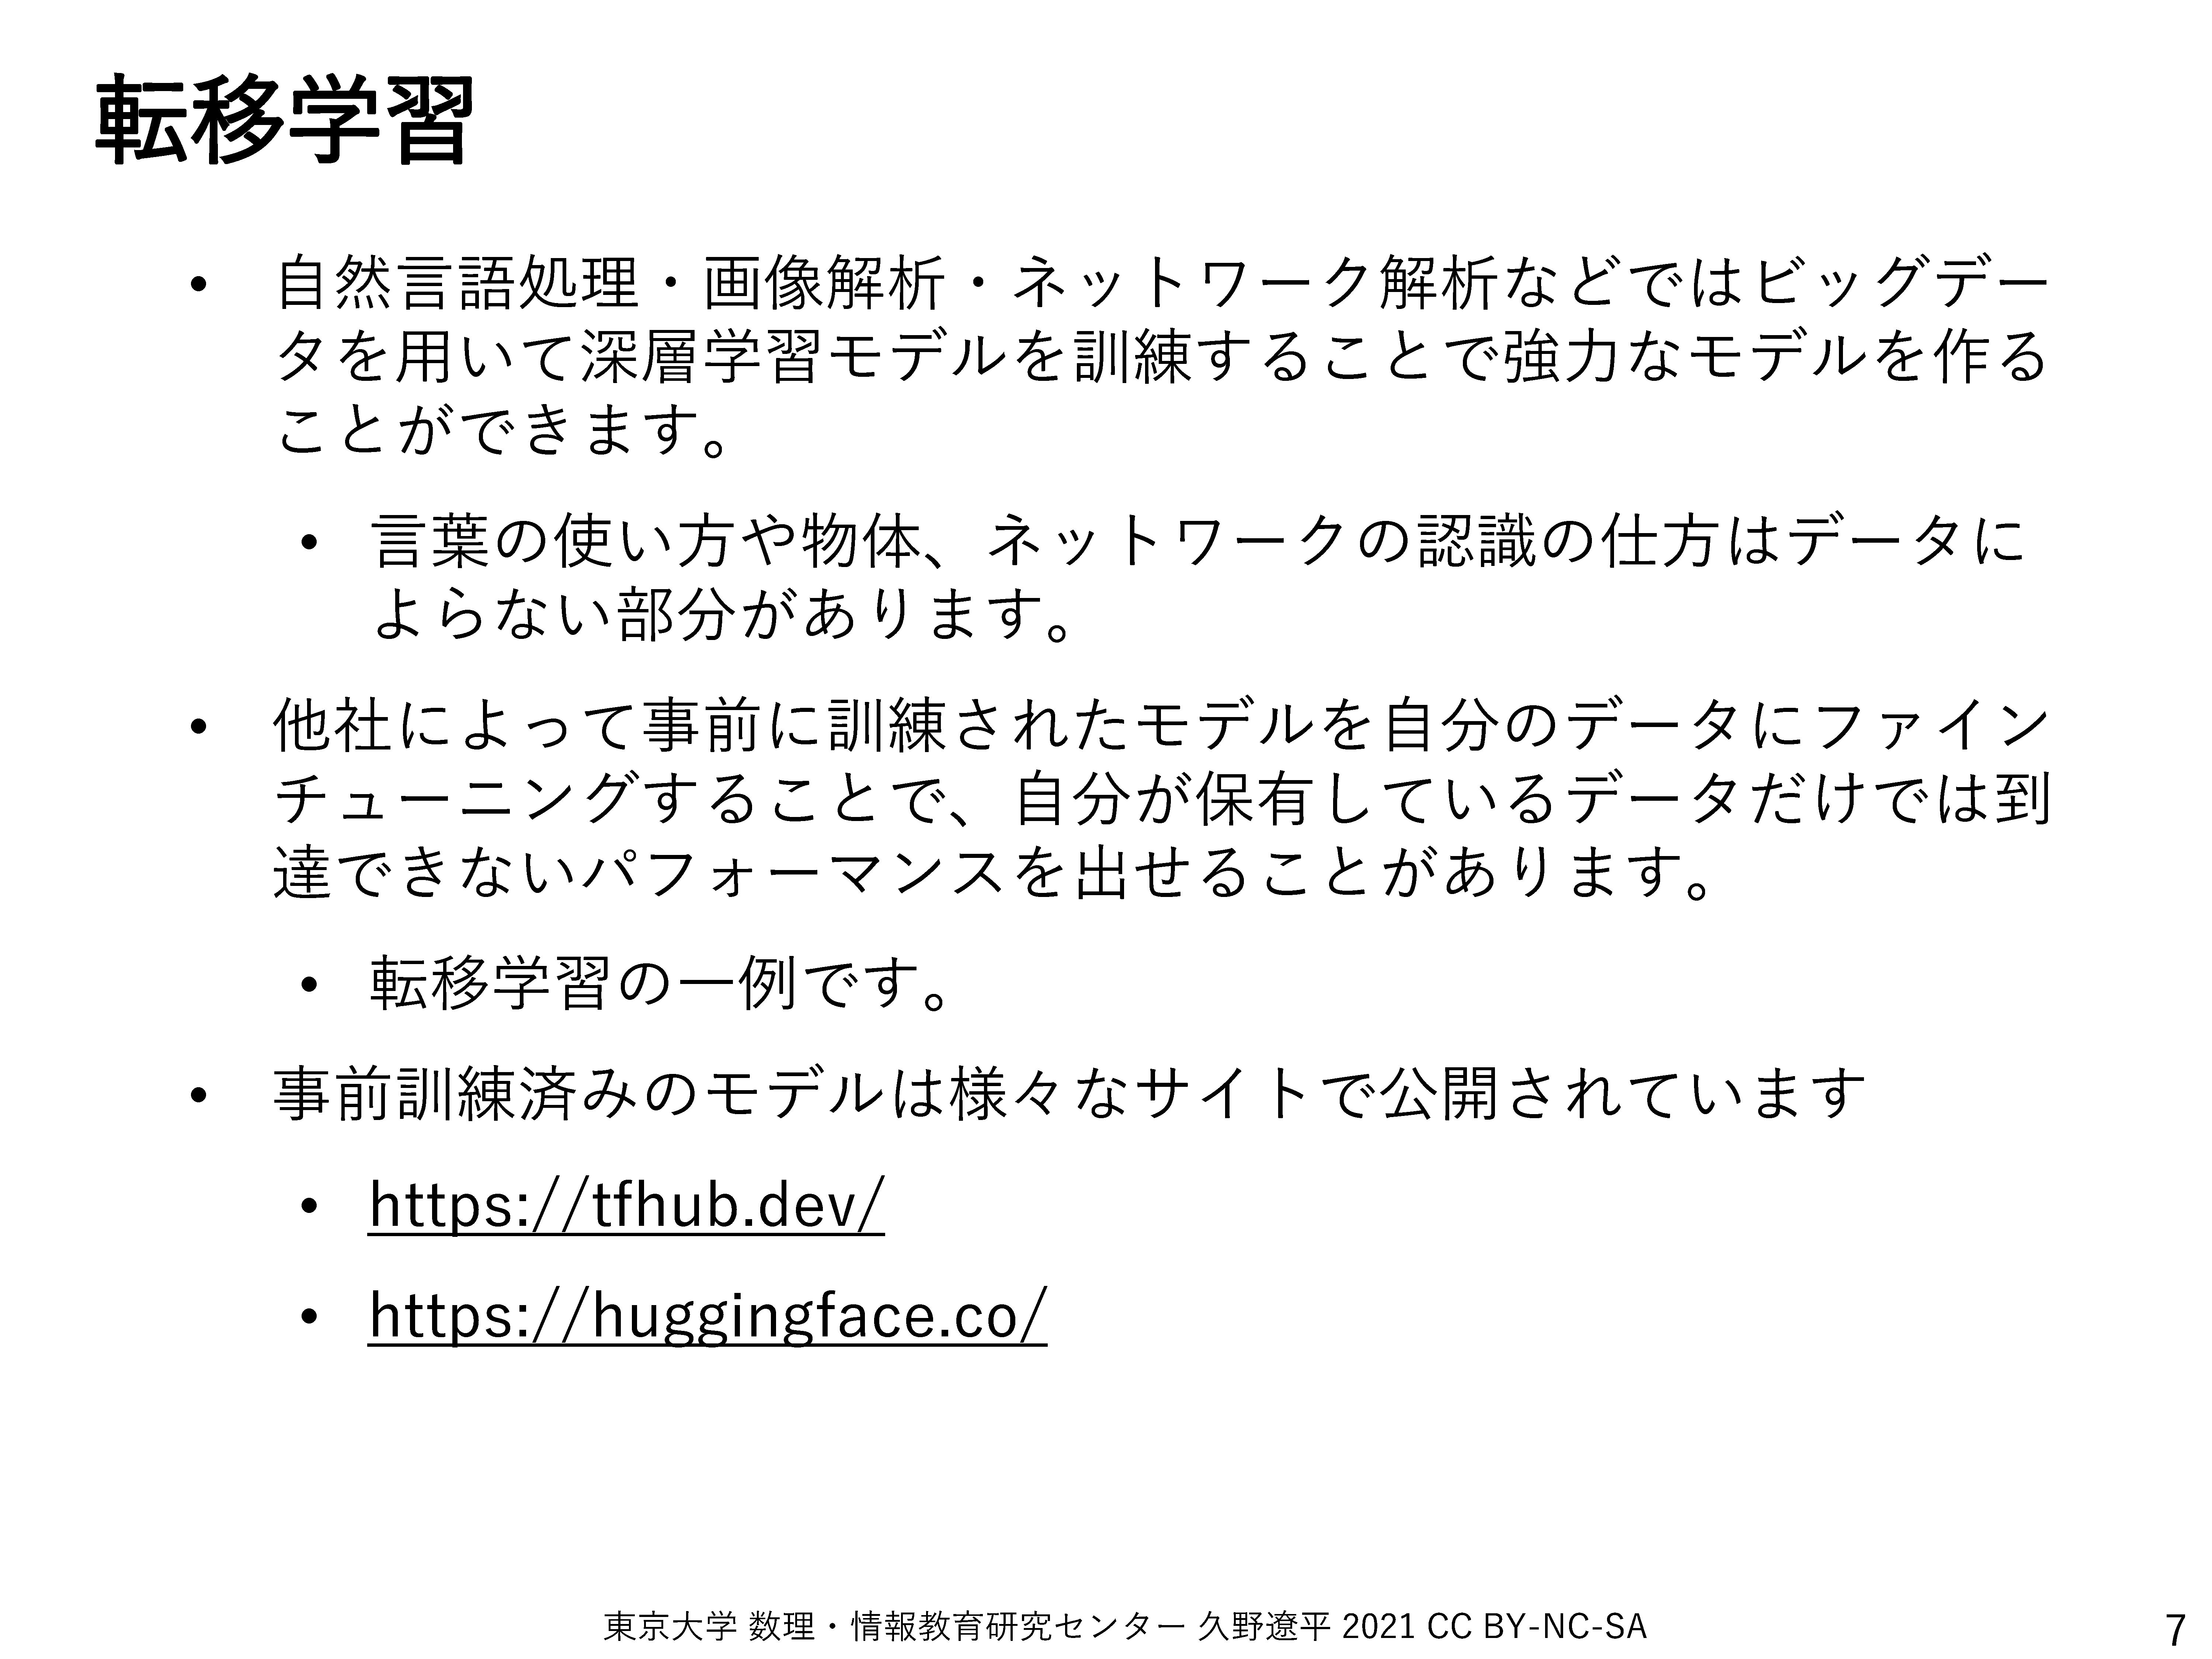 転移学習
• 自然言語処理・画像解析・ネットワーク解析などではビッグデー
タを用いて深層学習モデルを訓練することで強力なモデルを作る
ことができます。
• 言葉の使い方や物体、ネットワークの認識の仕方はデータに
よらない部分があります。
• 他社によって事前に訓練されたモデルを自分のデータにファイン
チューニングすることで、自分が保有しているデータだけでは到
達できないパフォーマンスを出せることがあります。
• 転移学習の一例です。
• 事前訓練済みのモデルは様々なサイトで公開されています
• https://tfhub.dev/
• https://huggingface.co/
東京大学 数理・情報教育研究センター 久野遼平 2021 CC BY-NC-SA
7